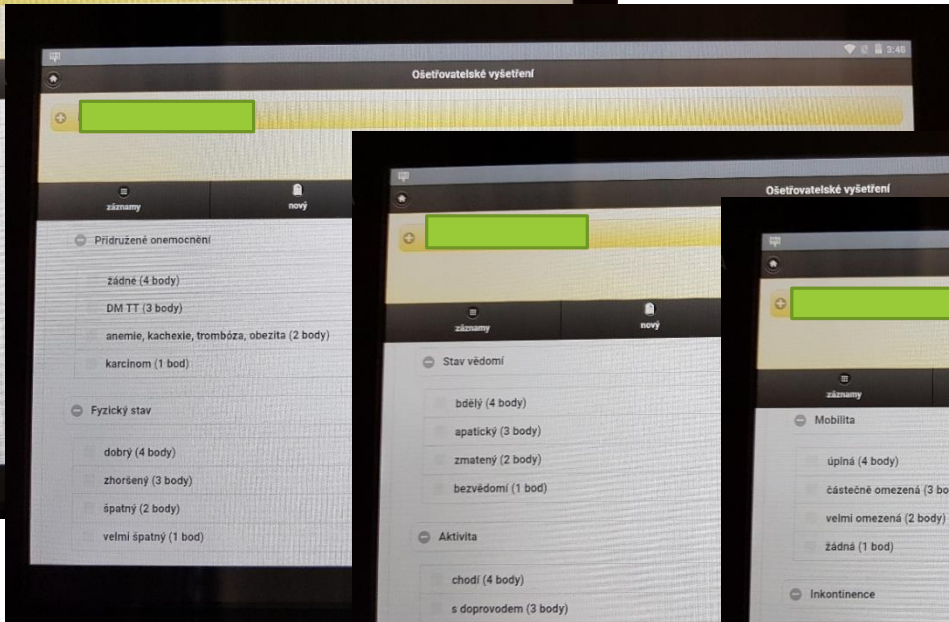 3:48
Ošetřovatelské vyšetření
záznamy
nový
Přidružené onemocnění
žádné (4 body)
DM TT (3 body)
anemie, kachexie, trombóza, obezita (2 body)
karcinom (1 bod)
Fyzický stav
dobrý (4 body)
zhoršený (3 body)
špatný (2 body)
velmi špatný (1 bod)
Ošetřovatelské vyšetření
záznamy
nový
Stav vědomí
bdělý (4 body)
apatický (3 body)
zmatený (2 body)
bezvědomí (1 bod)
Aktivita
chodí (4 body)
s doprovodem (3 body)
záznamy
Mobilita
úplná (4 body)
částečně omezená (3 bo
velmi omezená (2 body)
žádná (1 bod)
Inkontinence